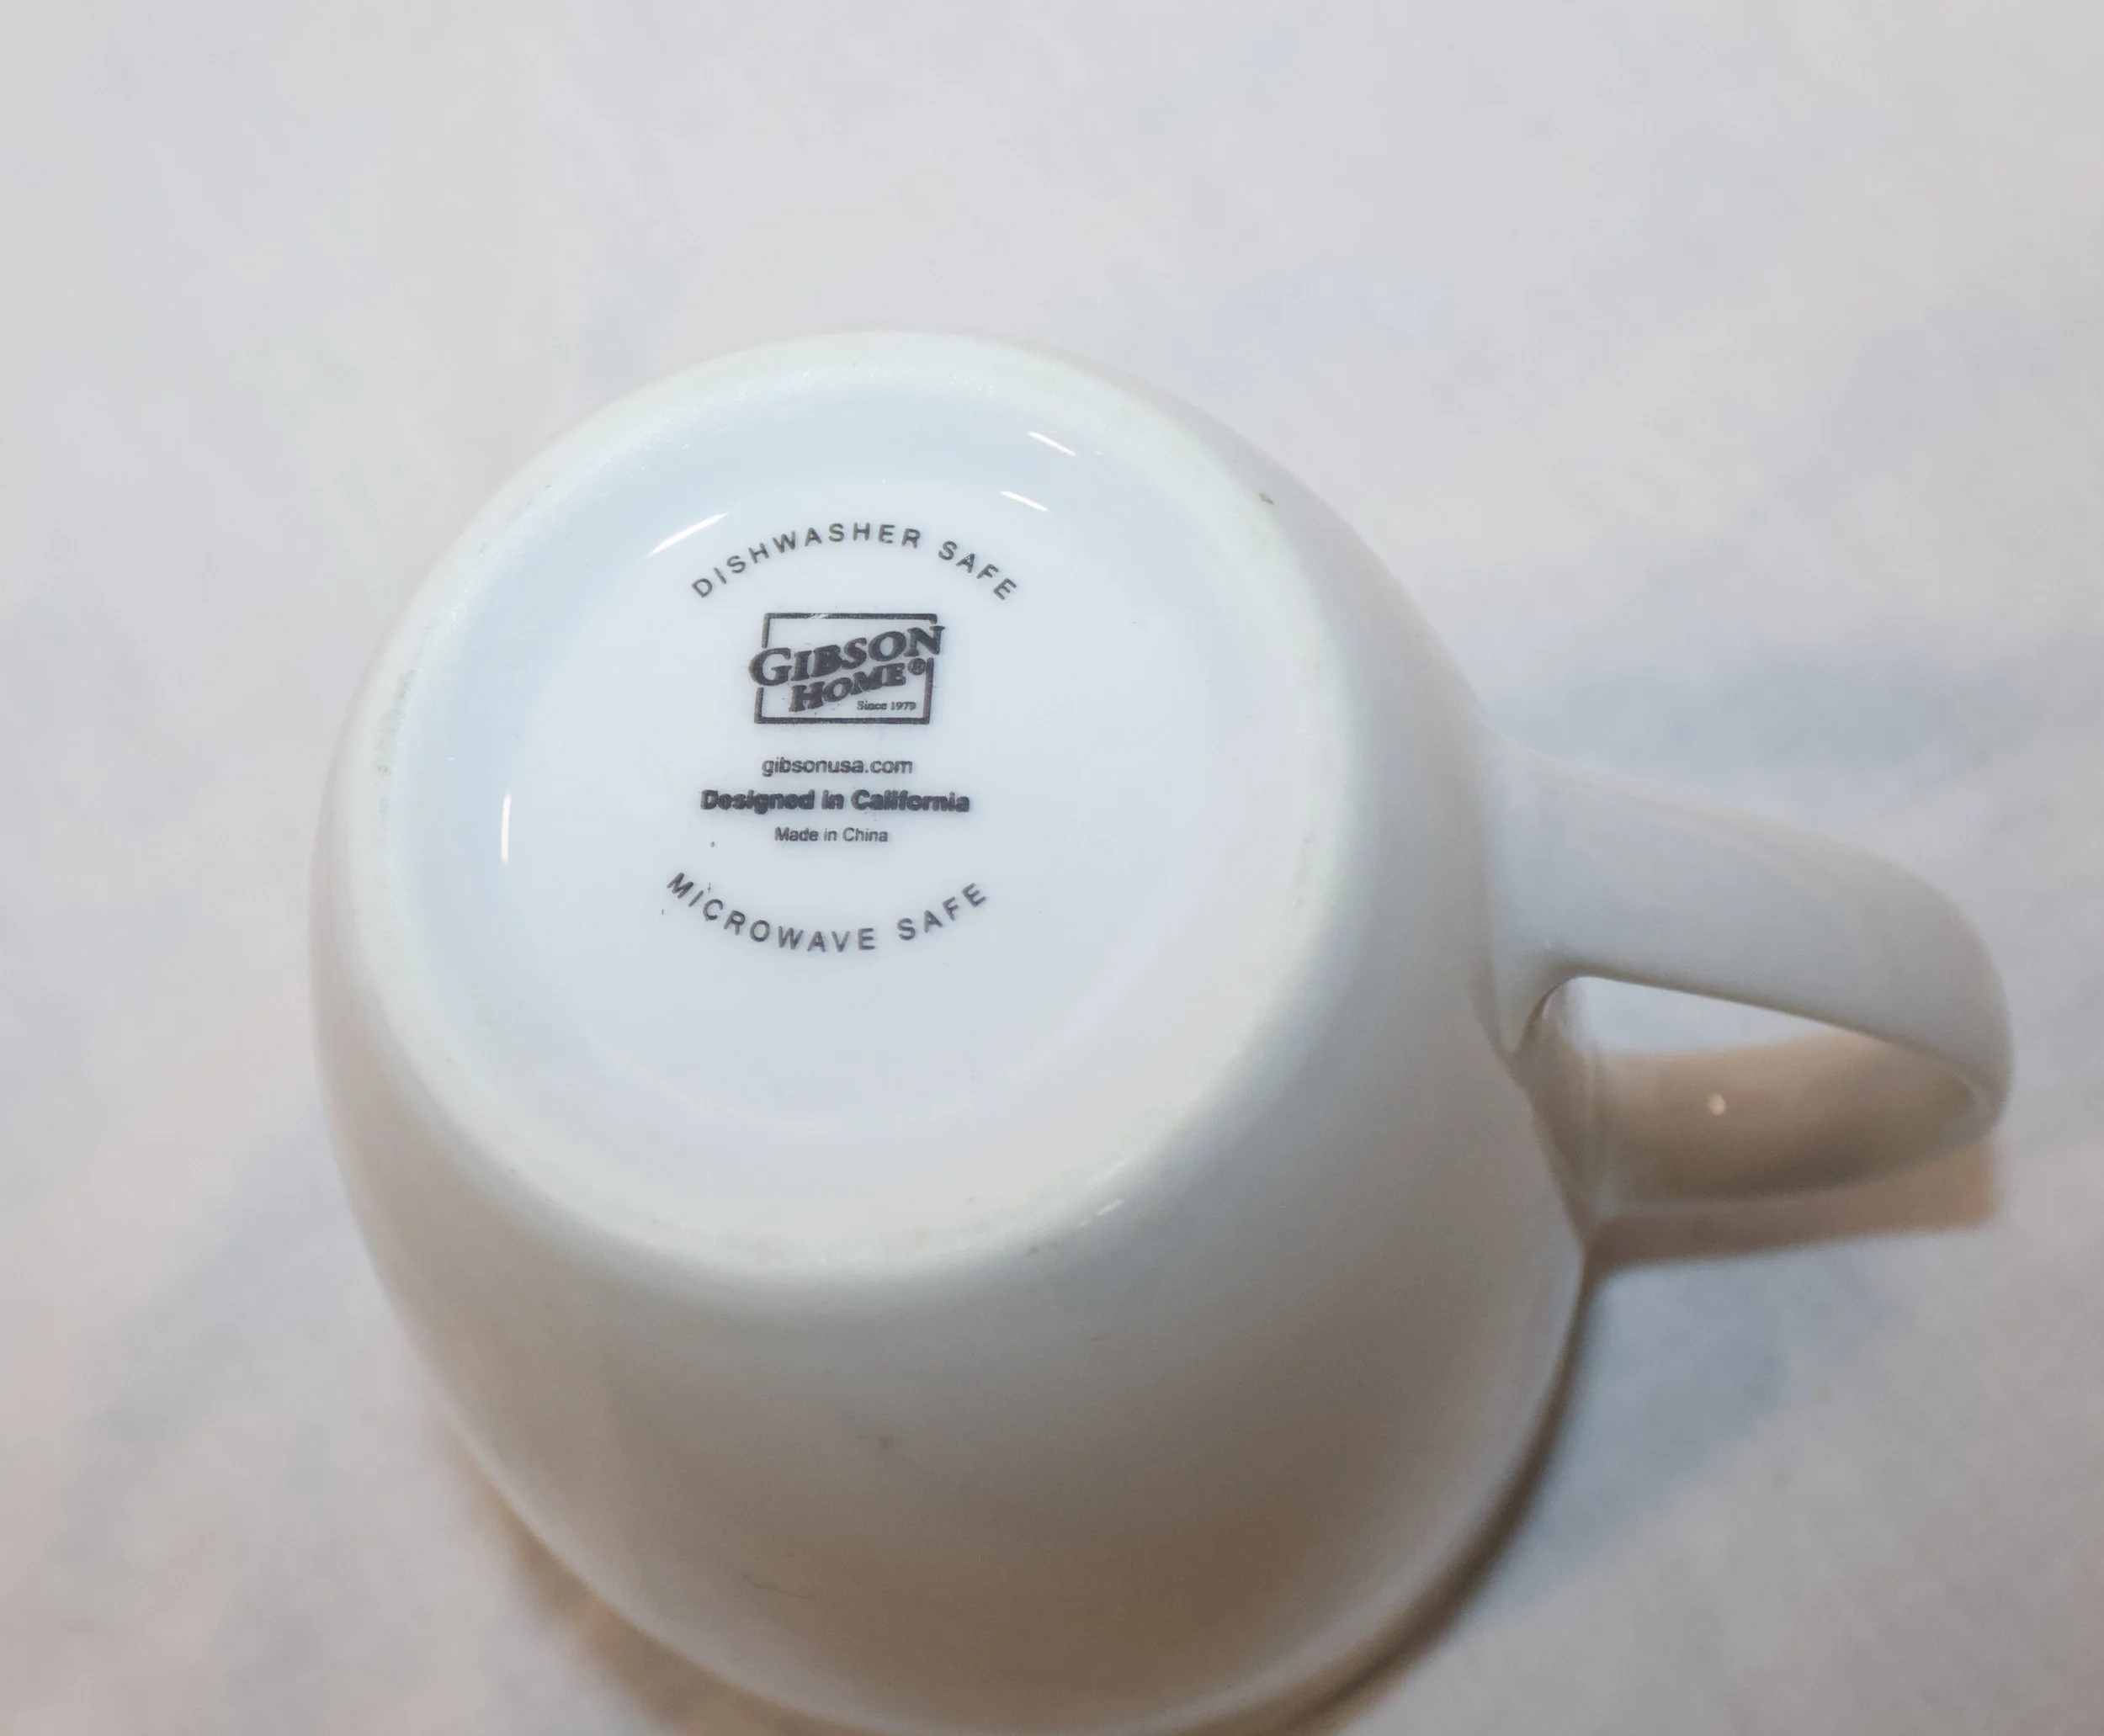 DISHWASHER SAFE
GIBSON
HOME®
Since 1979
gibsonusa.com
Designed in California
Made in China
MICROWAVE SAFE